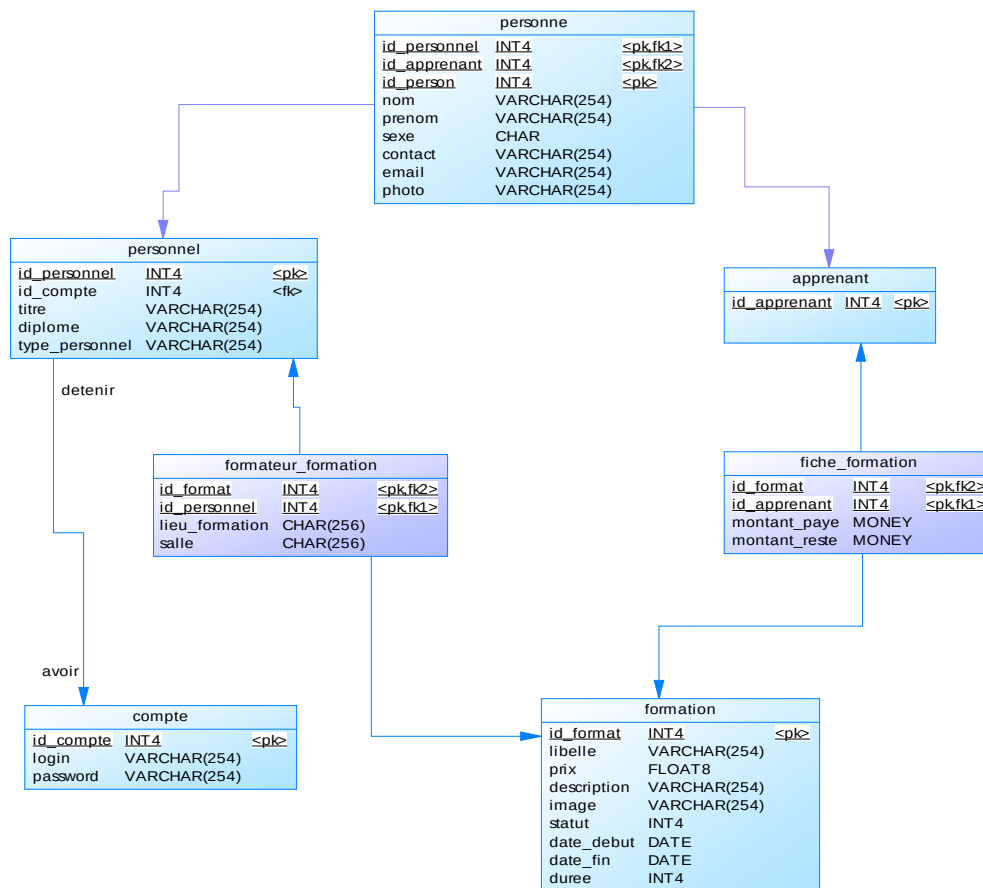 personne
id_personnel INT4 <pk,fk1>
id_apprenant INT4 <pk,fk2>
id_person INT4 <pk>
nom VARCHAR(254)
prenom VARCHAR(254)
sexe CHAR
contact VARCHAR(254)
email VARCHAR(254)
photo VARCHAR(254)
personnel
id_personnel INT4 <pk>
id_compte INT4 <fk>
titre VARCHAR(254)
diplome VARCHAR(254)
type_personnel VARCHAR(254)
apprenant
id_apprenant INT4 <pk>
detenir
formateur_formation
id_format INT4 <pk,fk2>
id_personnel INT4 <pk,fk1>
lieu_formation CHAR(256)
salle CHAR(256)
fiche_formation
id_format INT4 <pk,fk2>
id_apprenant INT4 <pk,fk1>
montant_paye MONEY
montant_reste MONEY
avoir
compte
id_compte INT4 <pk>
login VARCHAR(254)
password VARCHAR(254)
formation
id_format INT4 <pk>
libelle VARCHAR(254)
prix FLOAT8
description VARCHAR(254)
image VARCHAR(254)
statut INT4
date_debut DATE
date_fin DATE
duree INT4